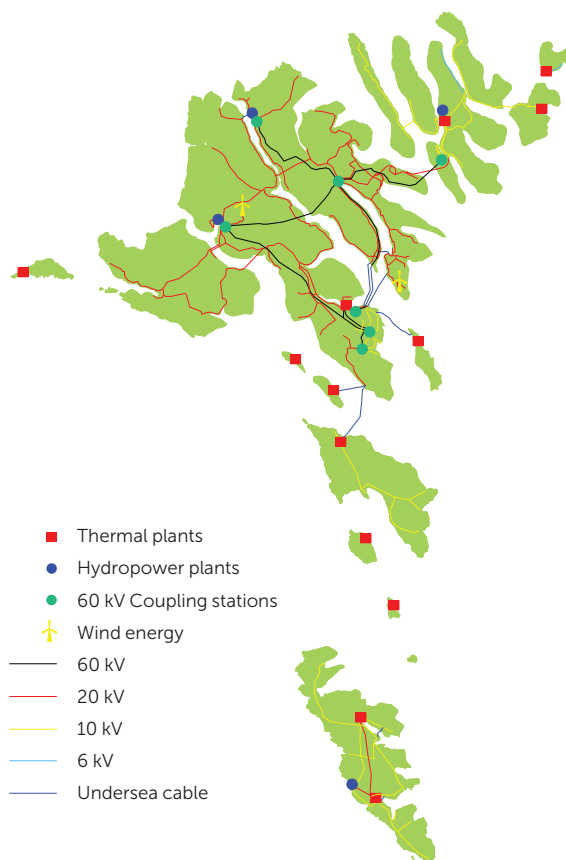 Thermal plants
Hydropower plants
60 kV Coupling stations
Wind energy
60 kV
20 kV
10 kV
6 kV
Undersea cable